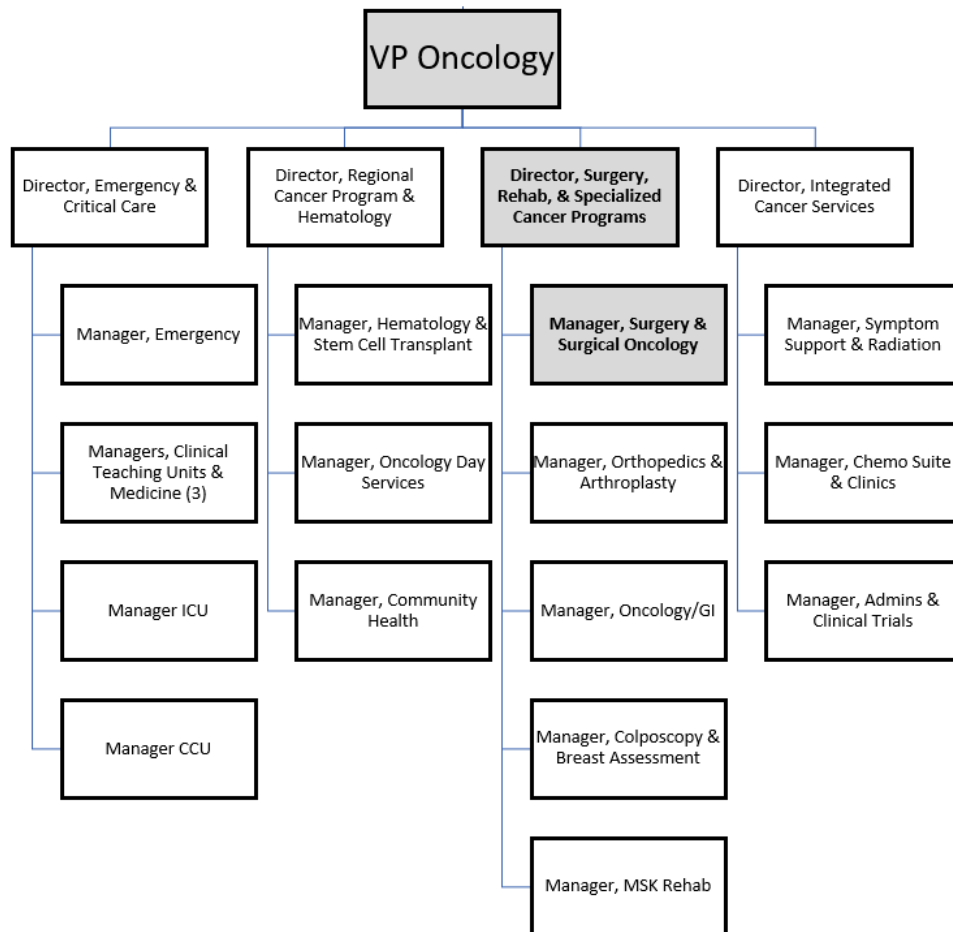 VP Oncology
Director, Emergency &
Critical Care
Director, Regional
Cancer Program &
Hematology
Director, Surgery,
Rehab, & Specialized
Cancer Programs
Director, Integrated
Cancer Services
Manager, Emergency
Managers, Clinical
Teaching Units &
Medicine (3)
Manager ICU
Manager CCU
Manager, Hematology &
Stem Cell Transplant
Manager, Oncology Day
Services
Manager, Community
Health
Manager, Surgery &
Surgical Oncology
Manager, Orthopedics &
Arthroplasty
Manager, Oncology/GI
Manager, Colposcopy &
Breast Assessment
Manager, MSK Rehab
Manager, Symptom
Support & Radiation
Manager, Chemo Suite
& Clinics
Manager, Admins &
Clinical Trials